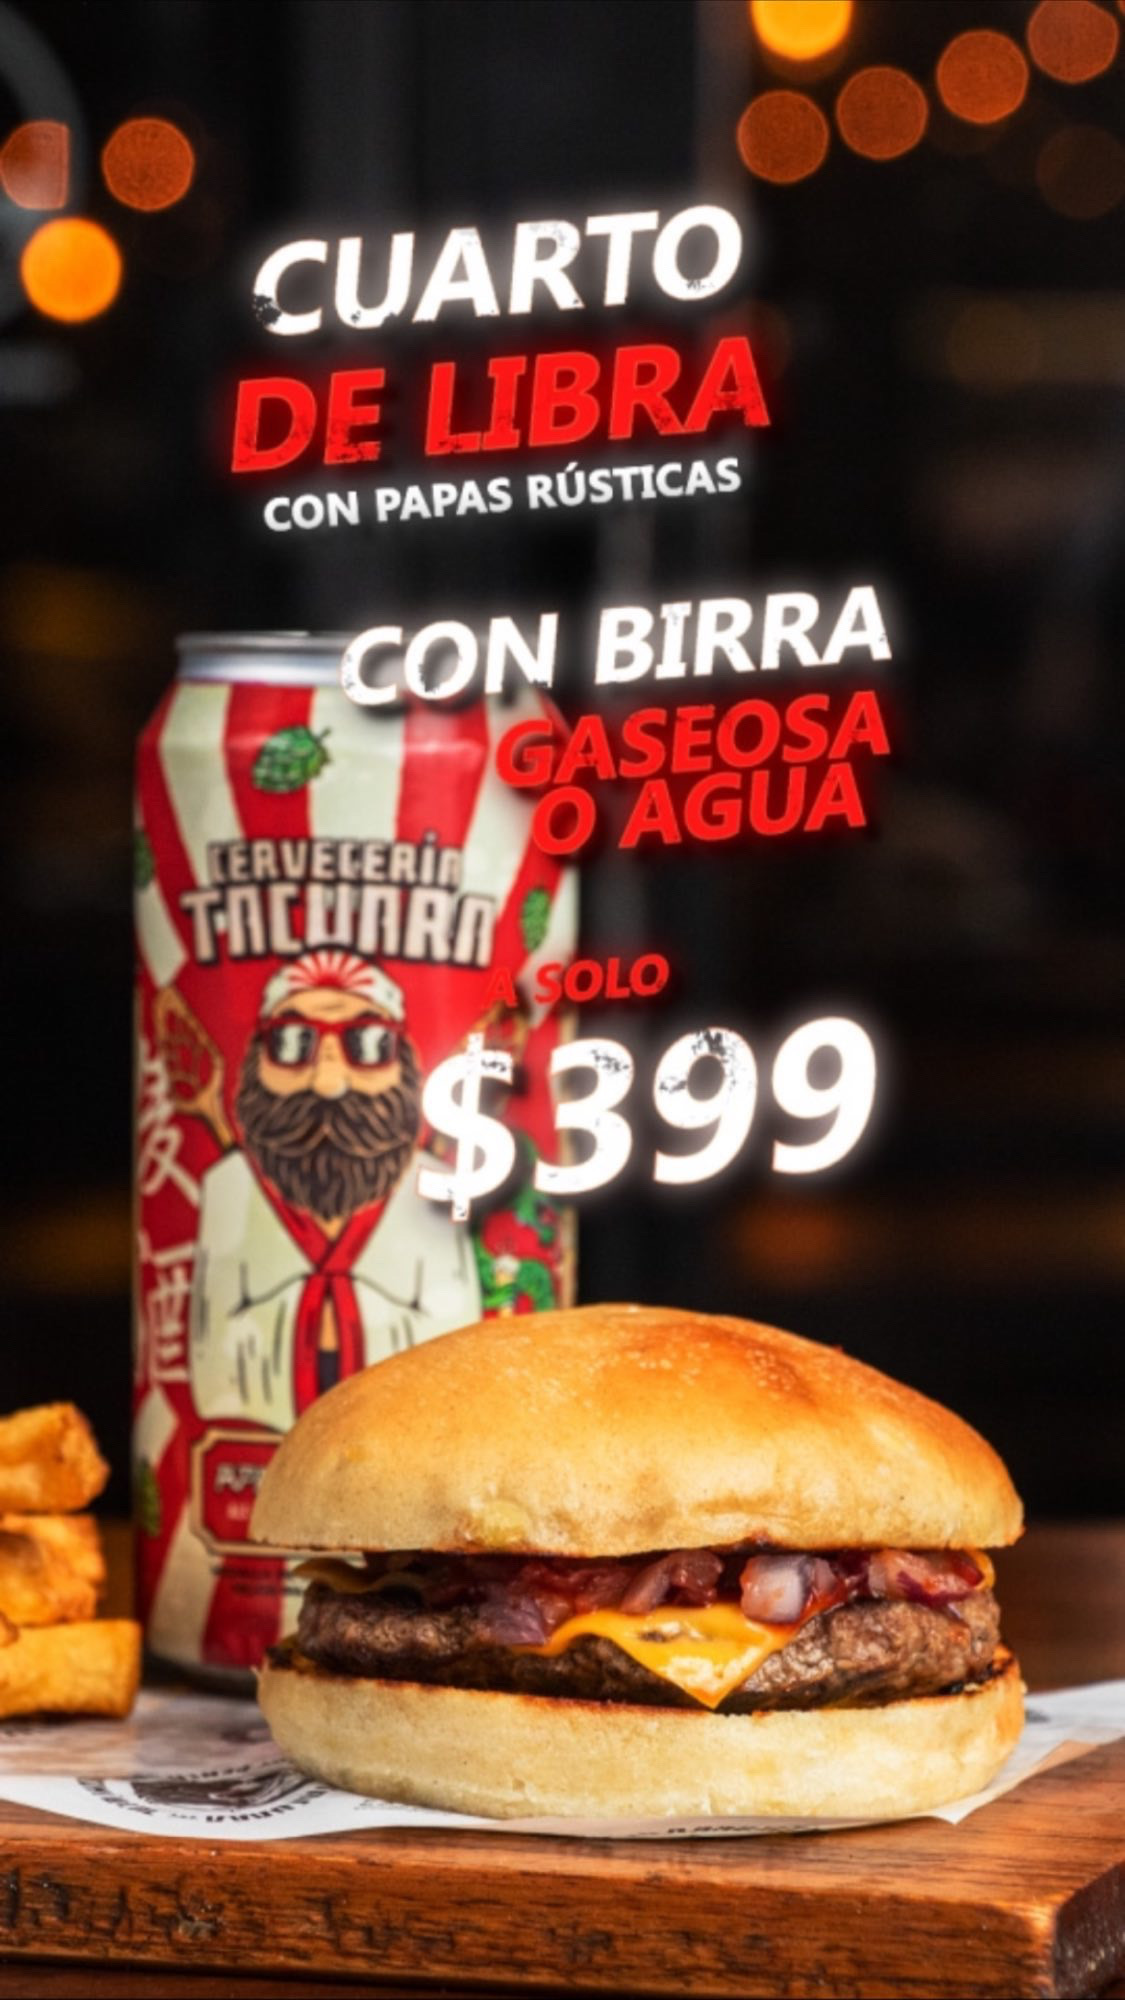 CUARTO
DE LIBRA
CON PAPAS RÚSTICAS
CON BIRRA
GASEOSA
O AGUA
CERVECERÍA
TACUARA
A SOLO
$399